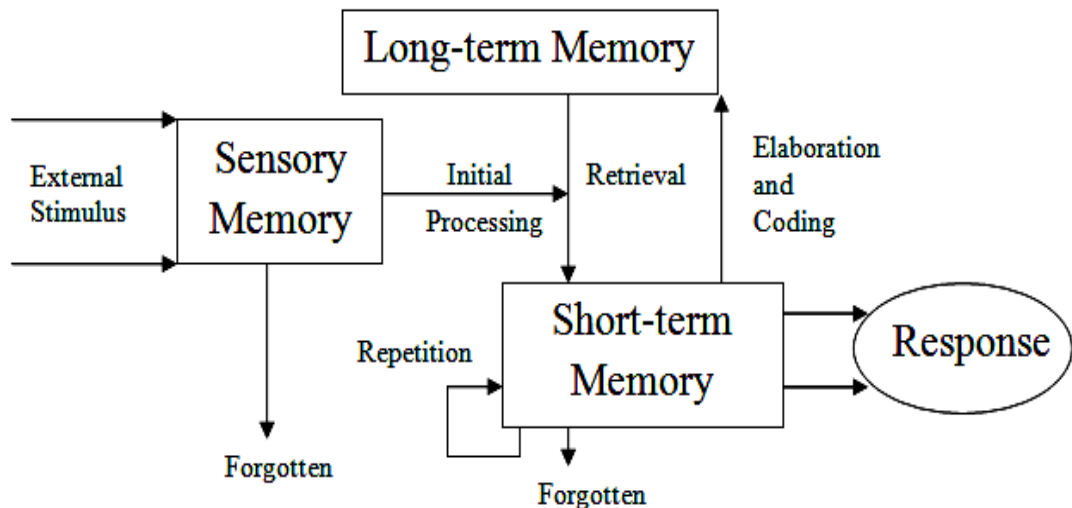 Long-term Memory
External
Stimulus
Sensory
Memory
Initial
Processing
Retrieval
Elaboration
and
Coding
Repetition
Short-term
Memory
Response
Forgotten
Forgotten